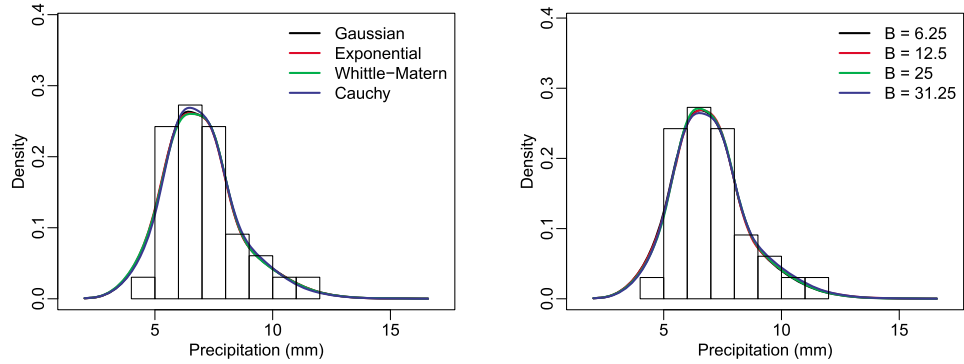 Gaussian
Exponential
Whittle−Matern
Cauchy
0.4
0.3
0.2
0.1
0.0
Density
5 10 15
Precipitation (mm)
B = 6.25
B = 12.5
B = 25
B = 31.25
0.4
0.3
0.2
0.1
0.0
Density
5 10 15
Precipitation (mm)